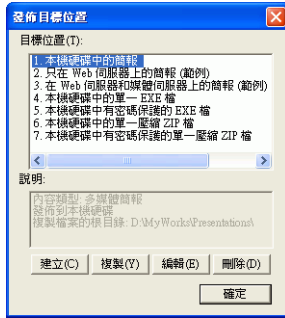 發佈目標位置
目標位置(T):
1. 本機硬碟中的簡報
2. 只在 Web 伺服器上的簡報 (範例)
3. 在 Web 伺服器和媒體伺服器上的簡報 (範例)
4. 本機硬碟中的單一 EXE 檔
5. 本機硬碟中有密碼保護的 EXE 檔
6. 本機硬碟中的單一壓縮 ZIP 檔
7. 本機硬碟中有密碼保護的單一壓縮 ZIP 檔
說明:
內容類型: 多媒體簡報
發佈到本機硬碟
複製檔案的根目錄: D:\MyWorks\Presentations\
建立(C) 複製(Y) 編輯(E) 刪除(D)
確定